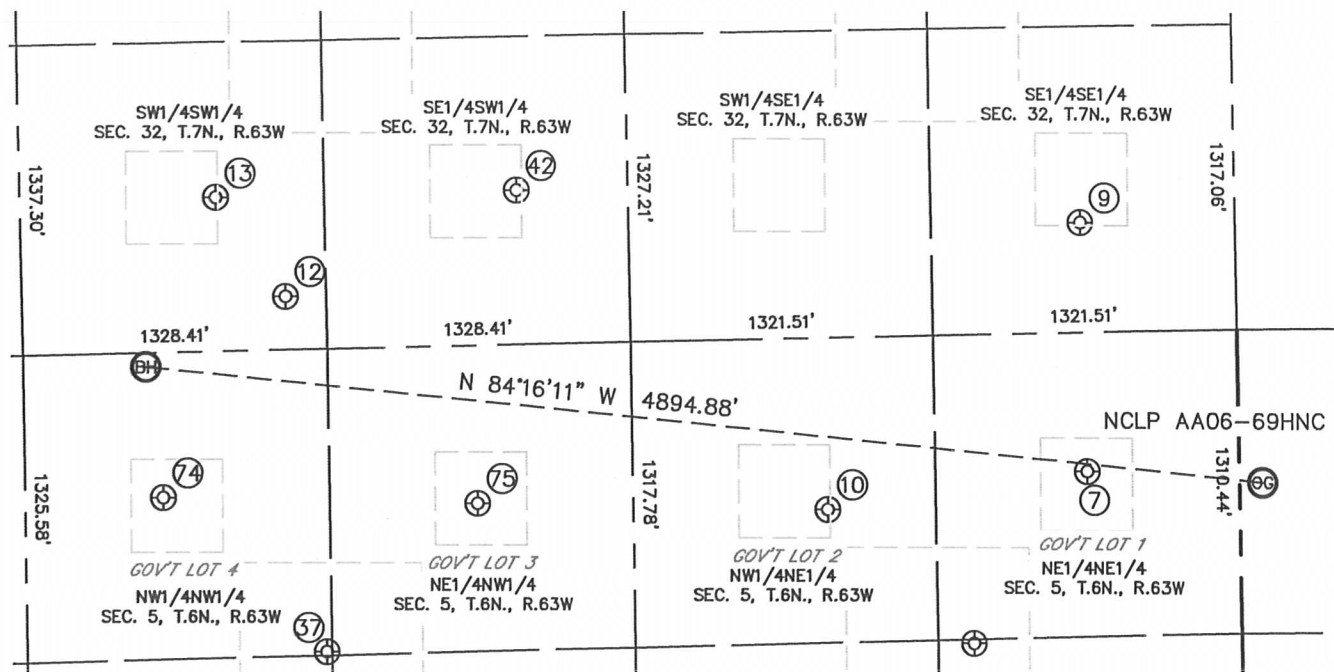 SW1/4SW1/4
SEC. 32, T.7N., R.63W
SE1/4SW1/4
SEC. 32, T.7N., R.63W
SW1/4SE1/4
SEC. 32, T.7N., R.63W
SE1/4SE1/4
SEC. 32, T.7N., R.63W
1337.30'
13
42
1327.21'
9
1317.06'
12
1328.41'
1328.41'
1321.51'
1321.51'
BH
N 84°16'11" W 4894.88'
NCLP AA06-69HNC
1325.58'
74
75
1317.78'
10
7
1310.44'
OG
GOV'T LOT 4
NW1/4NW1/4
SEC. 5, T.6N., R.63W
GOV'T LOT 3
NE1/4NW1/4
SEC. 5, T.6N., R.63W
GOV'T LOT 2
NW1/4NE1/4
SEC. 5, T.6N., R.63W
GOV'T LOT 1
NE1/4NE1/4
SEC. 5, T.6N., R.63W
37